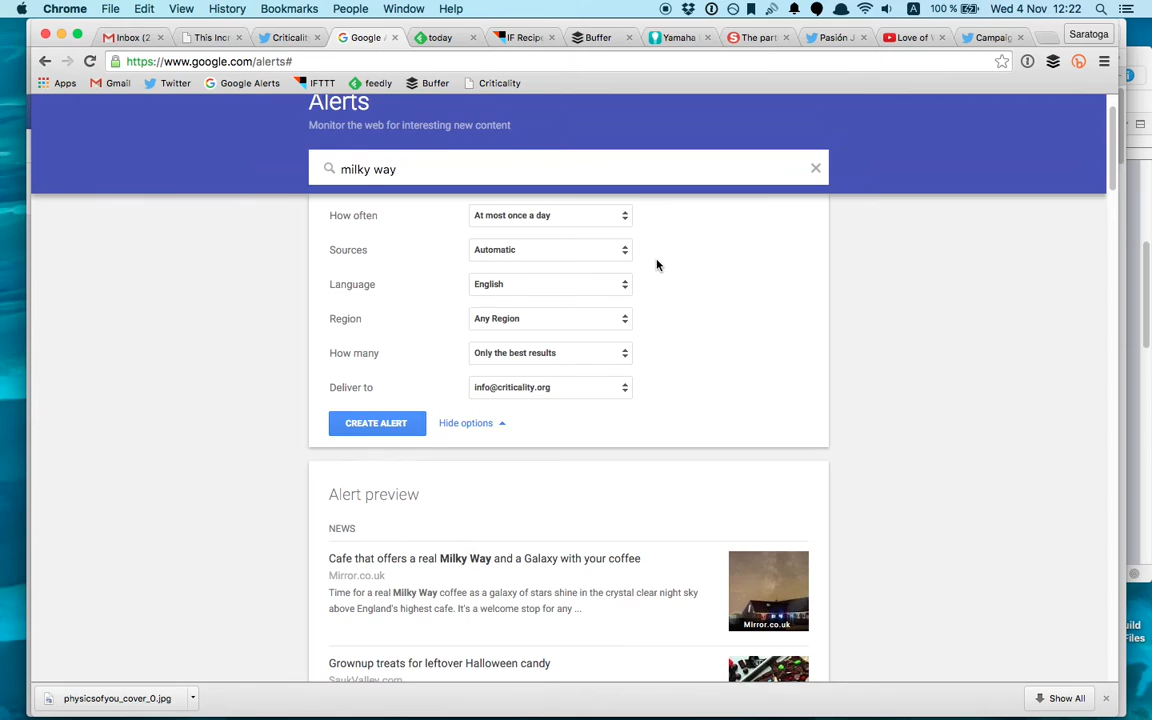 Chrome File Edit View History Bookmarks People Window Help 100 % Wed 4 Nov 12:22
Inbox (2 This Incr Criticalit Google A today IF Recipe Buffer Yamaha The part Pasión J Love of Campaig Saratoga
https://www.google.com/alerts#
Apps Gmail Twitter Google Alerts IFTTT feedly Buffer Criticality
Alerts
Monitor the web for interesting new content
milky way
How often At most once a day
Sources Automatic
Language English
Region Any Region
How many Only the best results
Deliver to info@criticality.org
CREATE ALERT Hide options
Alert preview
NEWS
Cafe that offers a real Milky Way and a Galaxy with your coffee
Mirror.co.uk
Time for a real Milky Way coffee as a galaxy of stars shine in the crystal clear night sky
above England's highest cafe. It's a welcome stop for any ...
Mirror.co.uk
Grownup treats for leftover Halloween candy
SaukValley.com
uild
Files
physicsofyou_cover_0.jpg Show All